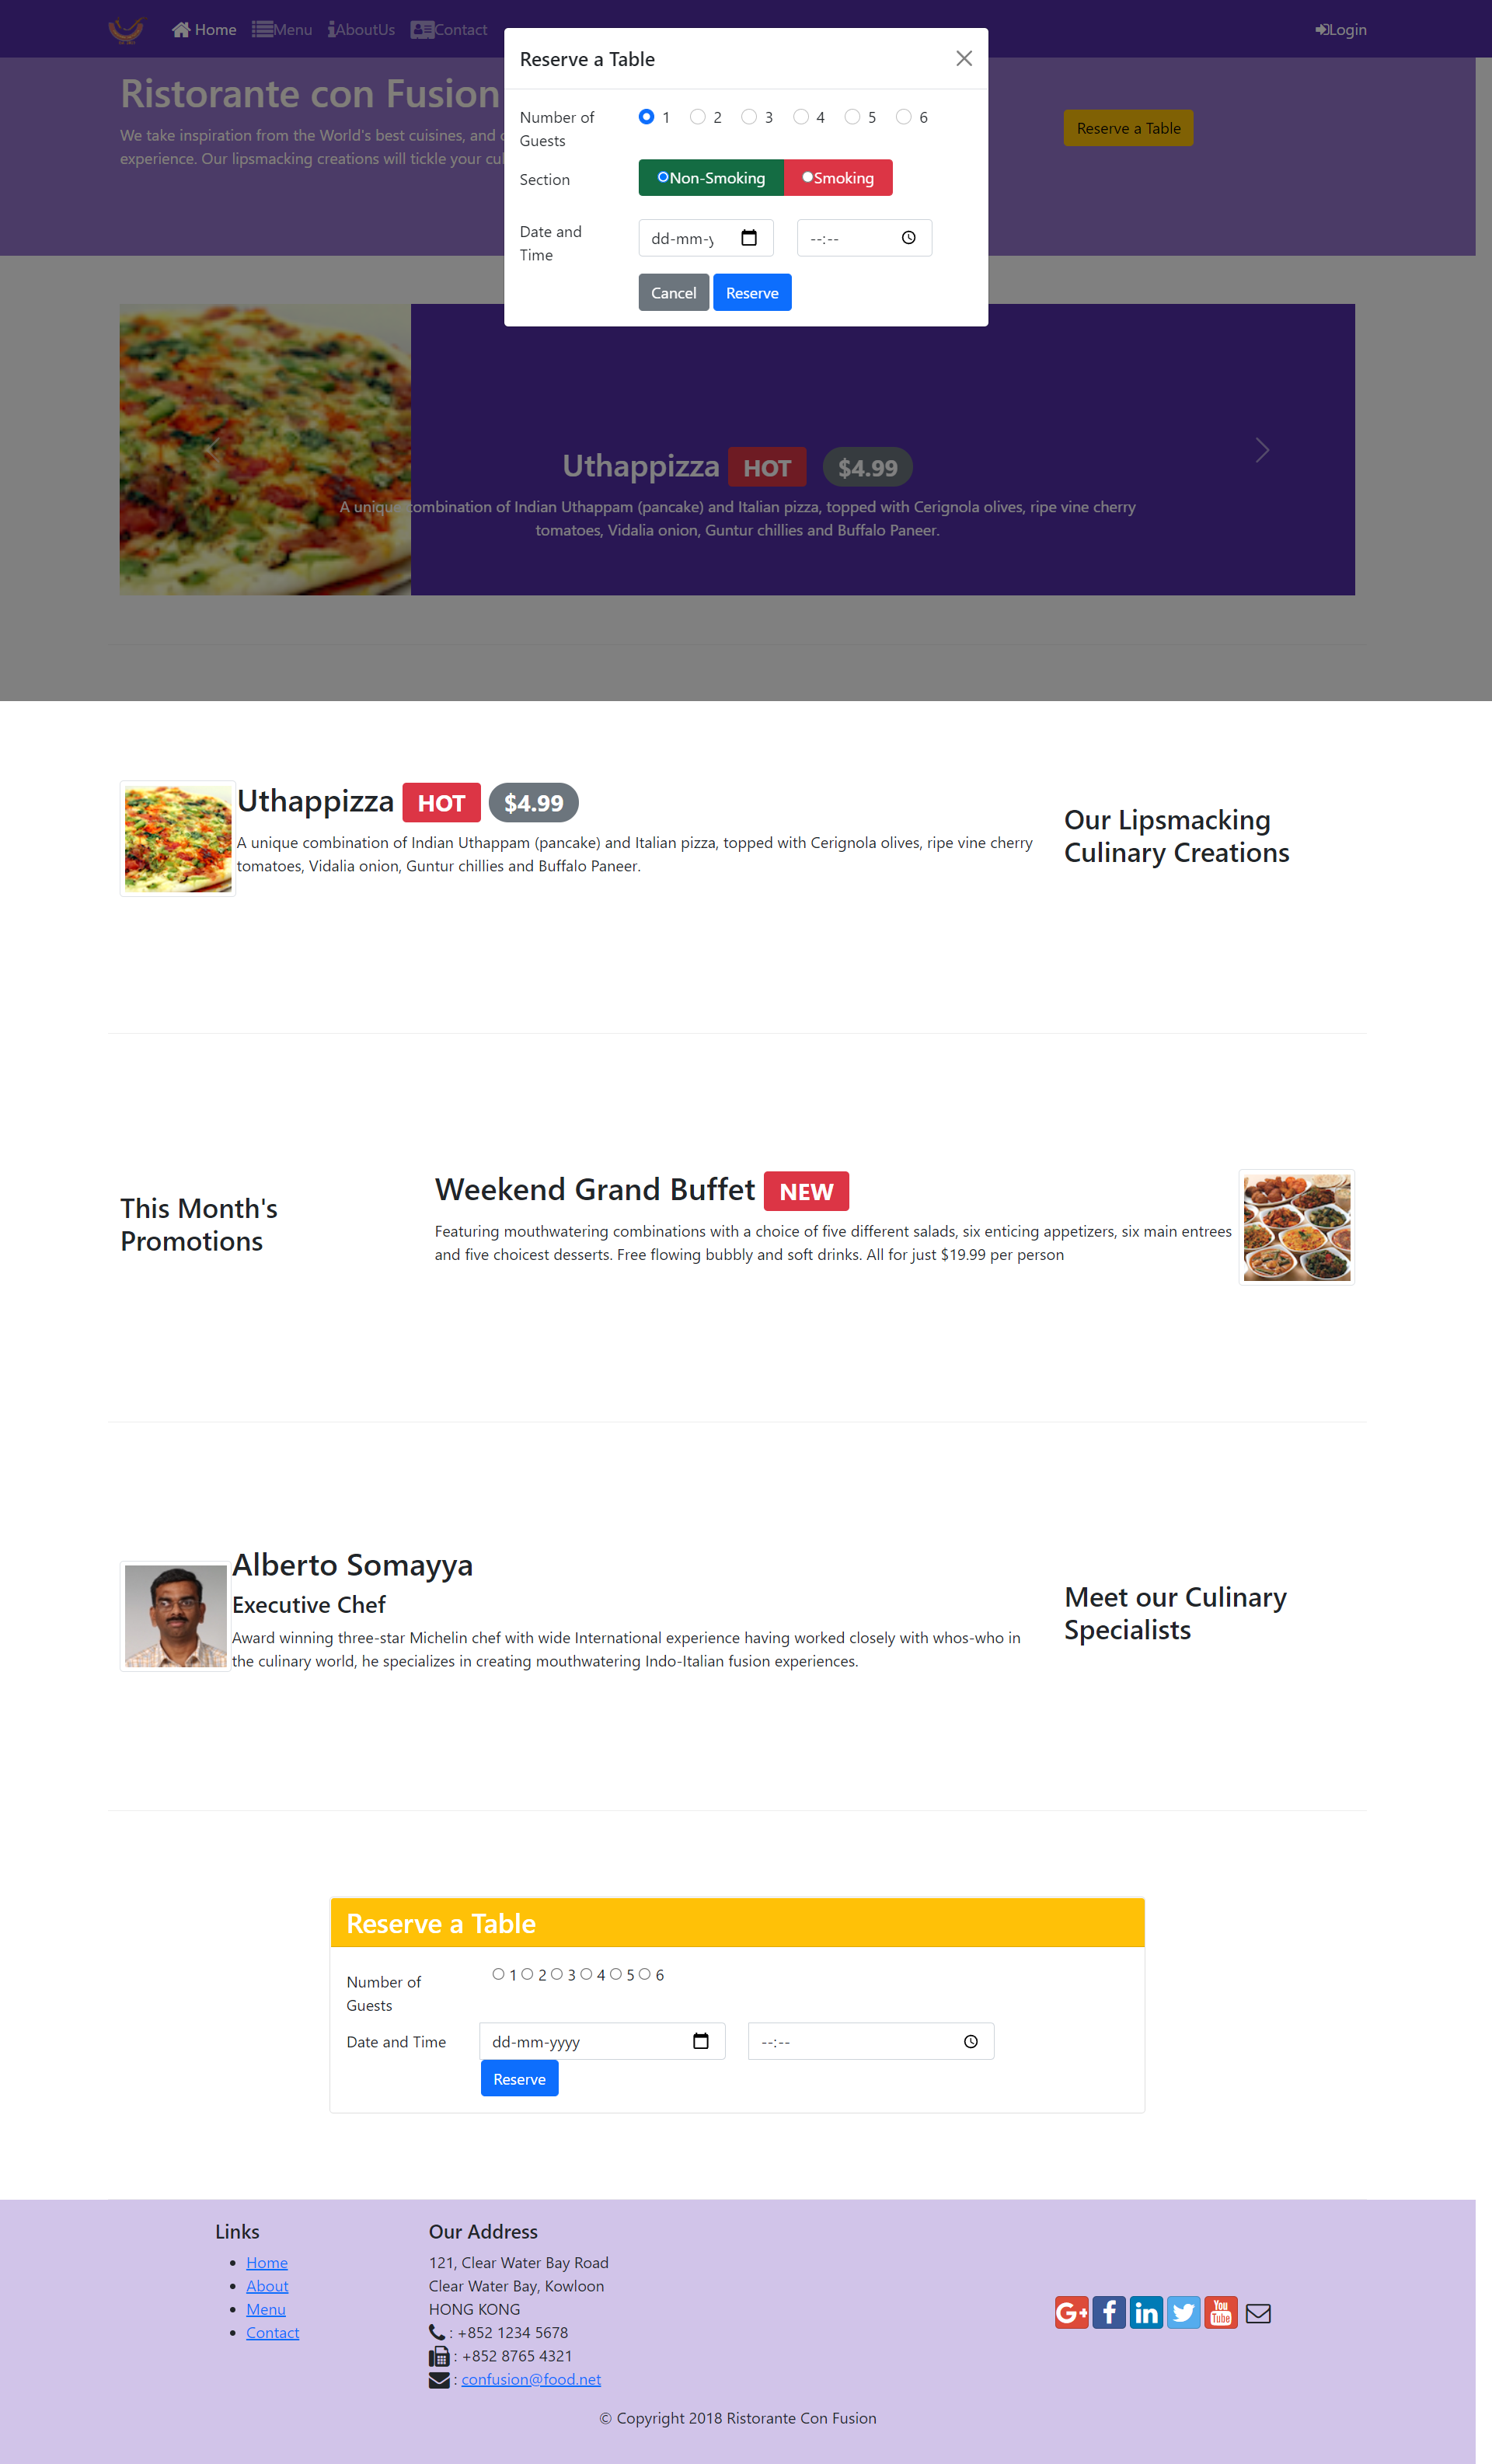 Home Menu AboutUs Contact Login
Reserve a Table
Number of
Guests
1 2 3 4 5 6
Section
Non-Smoking Smoking
Date and
Time
dd-mm-y --:--
Cancel Reserve
Ristorante con Fusion
We take inspiration from the World's best cuisines, and
experience. Our lipsmacking creations will tickle your
Reserve a Table
Uthappizza HOT $4.99
A unique combination of Indian Uthappam (pancake) and Italian pizza, topped with Cerignola olives, ripe vine cherry
tomatoes, Vidalia onion, Guntur chillies and Buffalo Paneer.
Uthappizza HOT $4.99
A unique combination of Indian Uthappam (pancake) and Italian pizza, topped with Cerignola olives, ripe vine cherry
tomatoes, Vidalia onion, Guntur chillies and Buffalo Paneer.
Our Lipsmacking
Culinary Creations
This Month's
Promotions
Weekend Grand Buffet NEW
Featuring mouthwatering combinations with a choice of five different salads, six enticing appetizers, six main entrees
and five choicest desserts. Free flowing bubbly and soft drinks. All for just $19.99 per person
Alberto Somayya
Executive Chef
Award winning three-star Michelin chef with wide International experience having worked closely with whos-who in
the culinary world, he specializes in creating mouthwatering Indo-Italian fusion experiences.
Meet our Culinary
Specialists
Reserve a Table
Number of
Guests
1 2 3 4 5 6
Date and Time dd-mm-yyyy --:--
Reserve
Links
Home
About
Menu
Contact
Our Address
121, Clear Water Bay Road
Clear Water Bay, Kowloon
HONG KONG
: +852 1234 5678
: +852 8765 4321
: confusion@food.net
G+ f in You Tube
© Copyright 2018 Ristorante Con Fusion